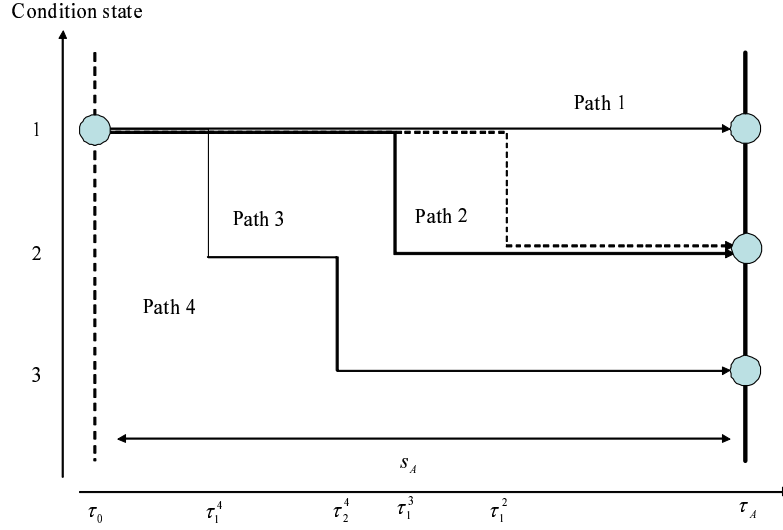 Condition state
1
Path 1
Path 3
Path 2
2
Path 4
3
s_A
τ_0 τ_1^4 τ_2^4 τ_1^3 τ_1^2 τ_A